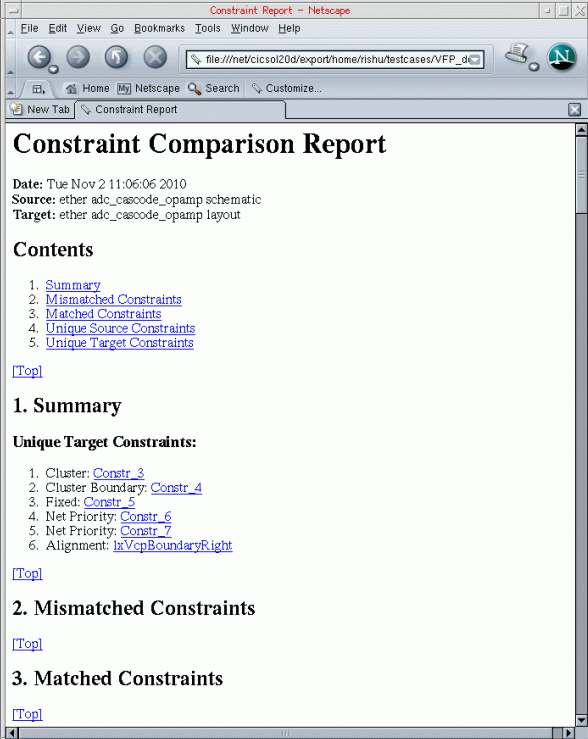 Constraint Report - Netscape
File Edit View Go Bookmarks Tools Window Help
file:///net/cicsol20d/export/home/rishu/testcases/VFP_d
N
Home My Netscape Search Customize...
New Tab Constraint Report
Constraint Comparison Report
Date: Tue Nov 2 11:06:06 2010
Source: ether adc_cascode_opamp schematic
Target: ether adc_cascode_opamp layout
Contents
1. Summary
2. Mismatched Constraints
3. Matched Constraints
4. Unique Source Constraints
5. Unique Target Constraints
[Top]
1. Summary
Unique Target Constraints:
1. Cluster: Constr_3
2. Cluster Boundary: Constr_4
3. Fixed: Constr_5
4. Net Priority: Constr_6
5. Net Priority: Constr_7
6. Alignment: lxVcpBoundaryRight
[Top]
2. Mismatched Constraints
[Top]
3. Matched Constraints
[Top]